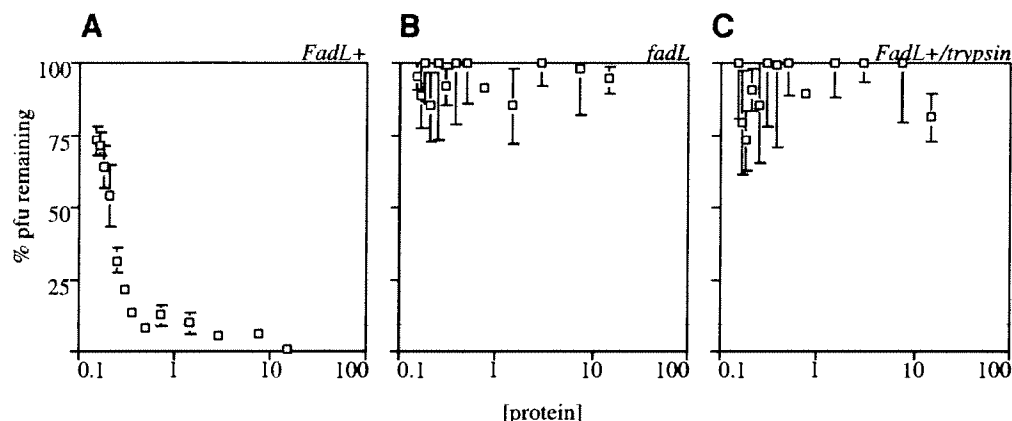 A
B
C
FadL+
fadL
FadL+/trypsin
% pfu remaining
100
75
50
25
0.1 1 10 100
0.1 1 10 100
0.1 1 10 100
[protein]